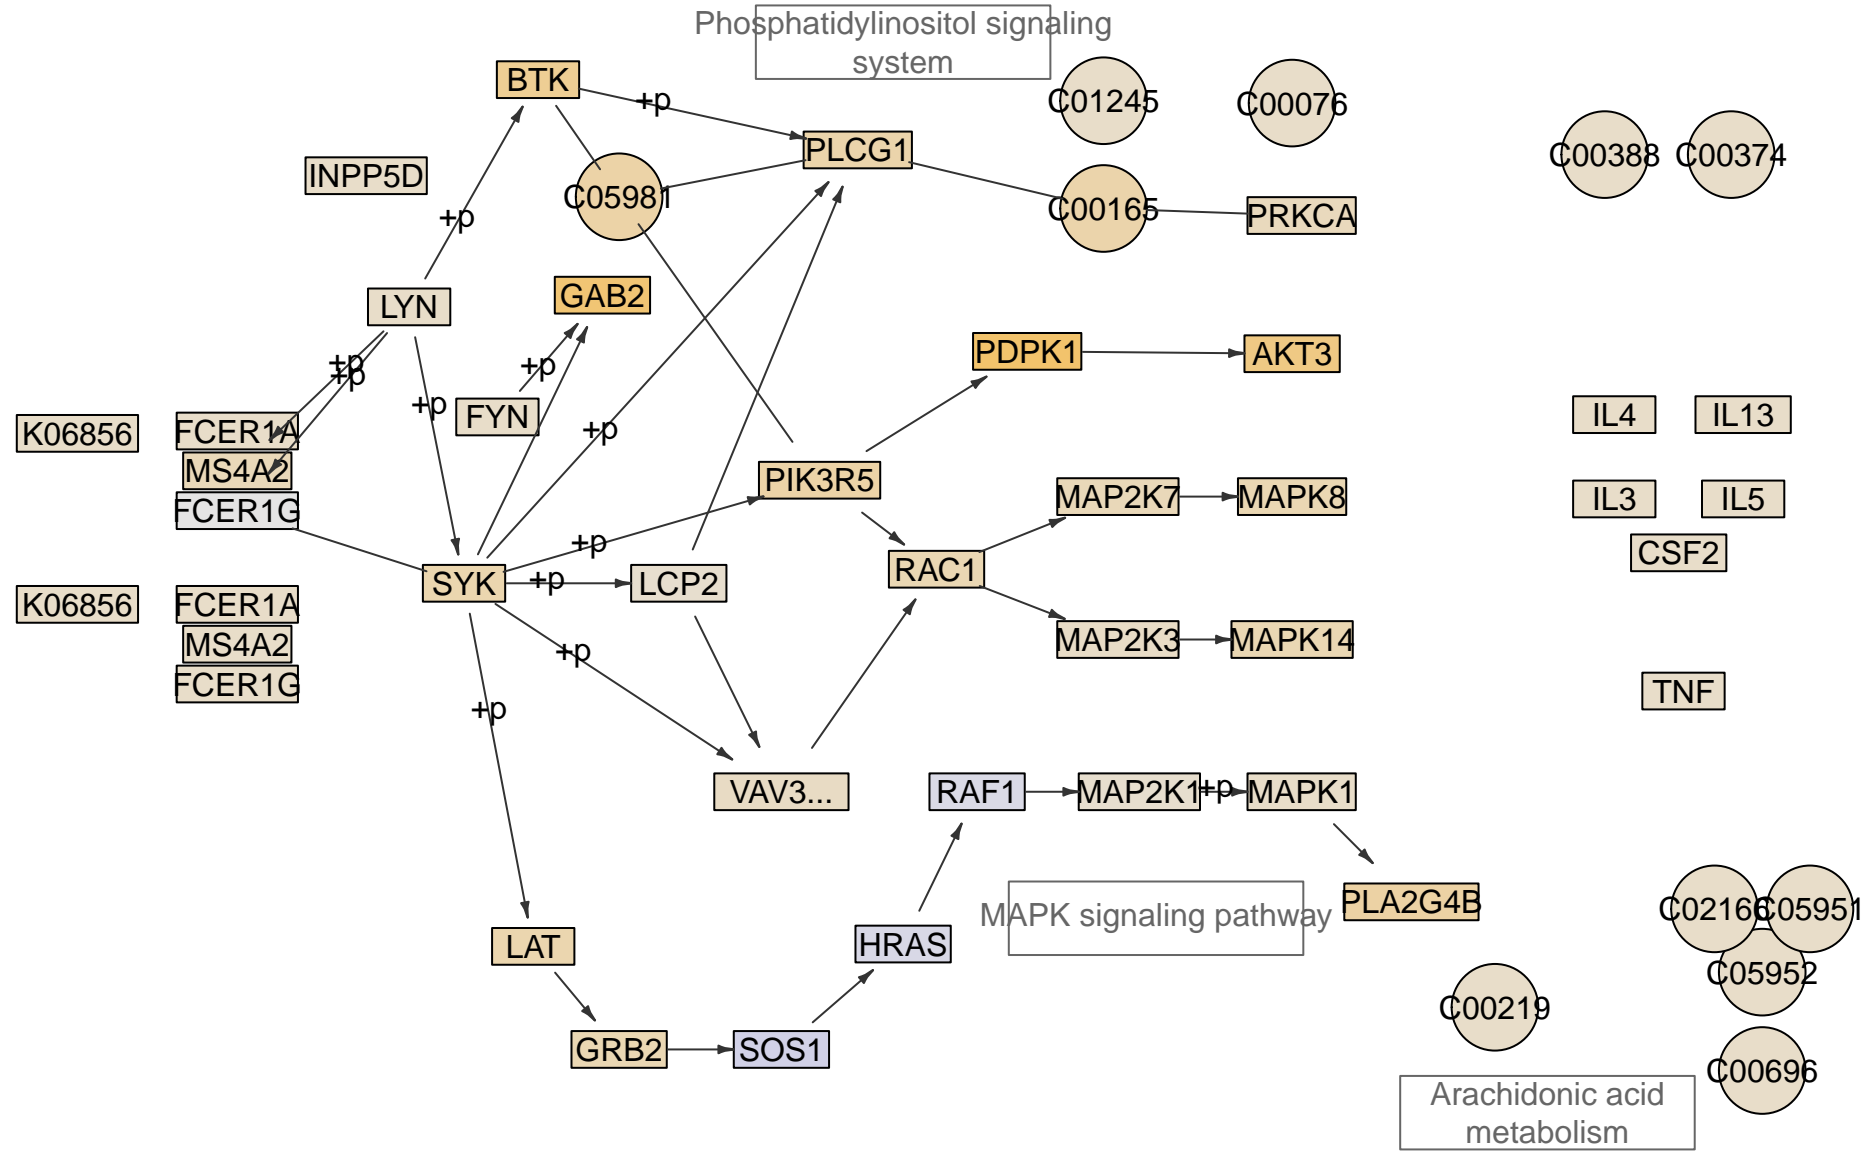 Phosphatidylinositol signaling
system
BTK
+p
C01245
C00076
PLCG1
C00388
C00374
INPP5D
C05981
C00165
PRKCA
+p
LYN
GAB2
PDPK1
AKT3
+p
+p
+p
+p
FYN
+p
K06856
FCER1A
MS4A2
FCER1G
IL4
IL13
PIK3R5
MAP2K7
MAPK8
IL3
IL5
+p
CSF2
SYK
+p
LCP2
RAC1
K06856
FCER1A
MS4A2
FCER1G
+p
MAP2K3
MAPK14
TNF
+p
VAV3...
RAF1
MAP2K1
+p
MAPK1
PLA2G4B
C02166
C05951
MAPK signaling pathway
LAT
HRAS
C05952
C00219
GRB2
SOS1
C00696
Arachidonic acid
metabolism